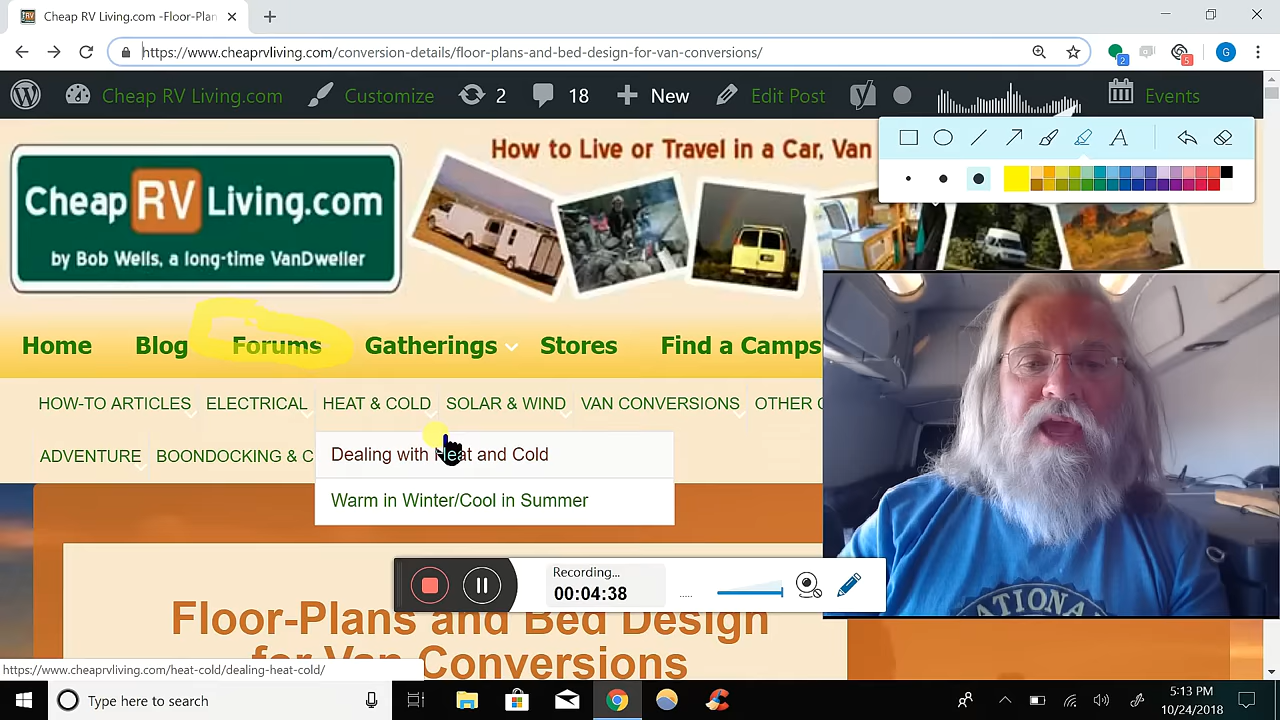 Cheap RV Living.com -Floor-Plan
https://www.cheaprvliving.com/conversion-details/floor-plans-and-bed-design-for-van-conversions/
2
5
G
Cheap RV Living.com
Customize
2
18
New
Edit Post
Events
How to Live or Travel in a Car, Van
A
Cheap RV Living.com
by Bob Wells, a long-time VanDweller
Home
Blog
Forums
Gatherings
Stores
Find a Camps
HOW-TO ARTICLES
ELECTRICAL
HEAT & COLD
SOLAR & WIND
VAN CONVERSIONS
OTHER
ADVENTURE
BOONDOCKING & C
Dealing with Heat and Cold
Warm in Winter/Cool in Summer
Recording...
00:04:38
.....
Floor-Plans and Bed Design
for Van Conversions
NATIONA
https://www.cheaprvliving.com/heat-cold/dealing-heat-cold/
Type here to search
5:13 PM
10/24/2018